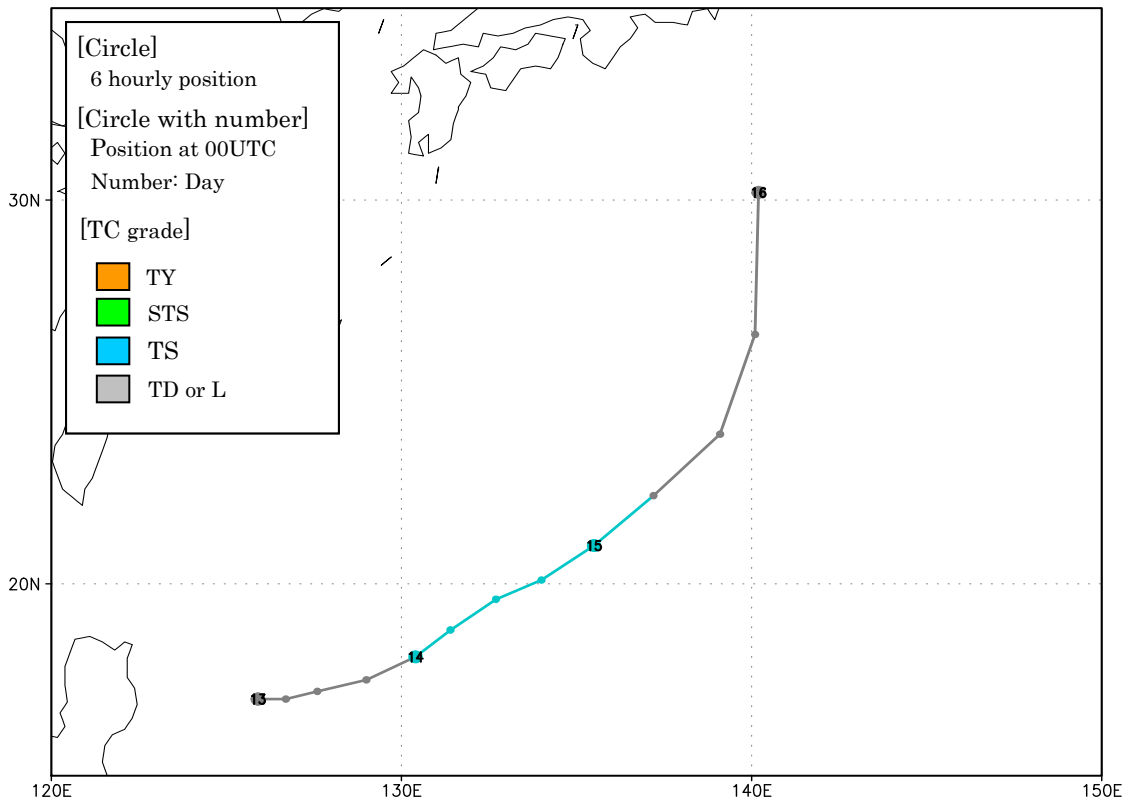 [Circle]
6 hourly position
[Circle with number]
Position at 00UTC
Number: Day
[TC grade]
TY
STS
TS
TD or L
30N
20N
16
15
14
13
120E
130E
140E
150E